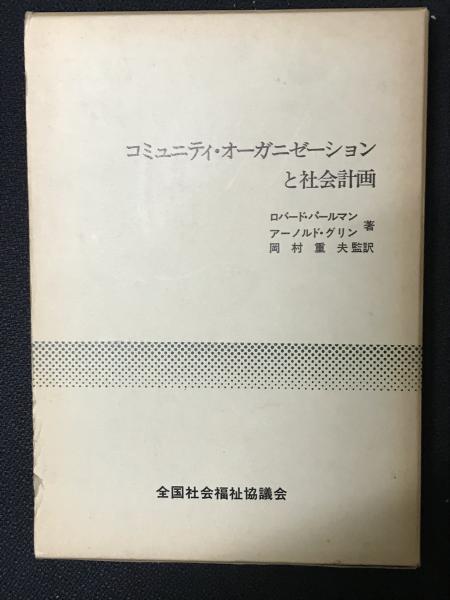 コミュニティ・オーガニゼーション
と社会計画
ロバード・パールマン
アーノルド・グリン 著
岡村重夫 監訳
全国社会福祉協議会